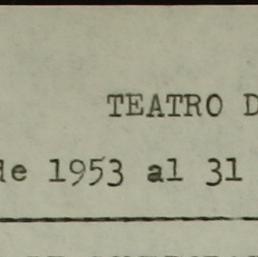 TEATRO D
de 1953 al 31